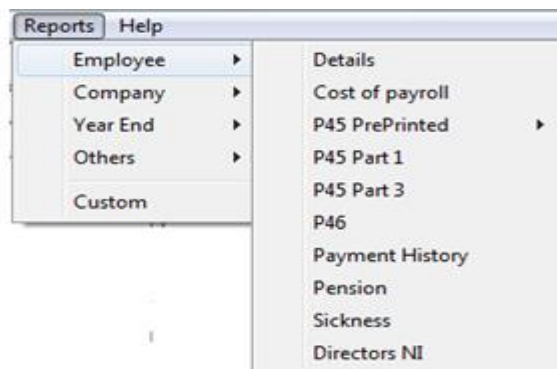 Reports Help
Employee
Company
Year End
Others
Custom
Details
Cost of payroll
P45 PrePrinted
P45 Part 1
P45 Part 3
P46
Payment History
Pension
Sickness
Directors NI